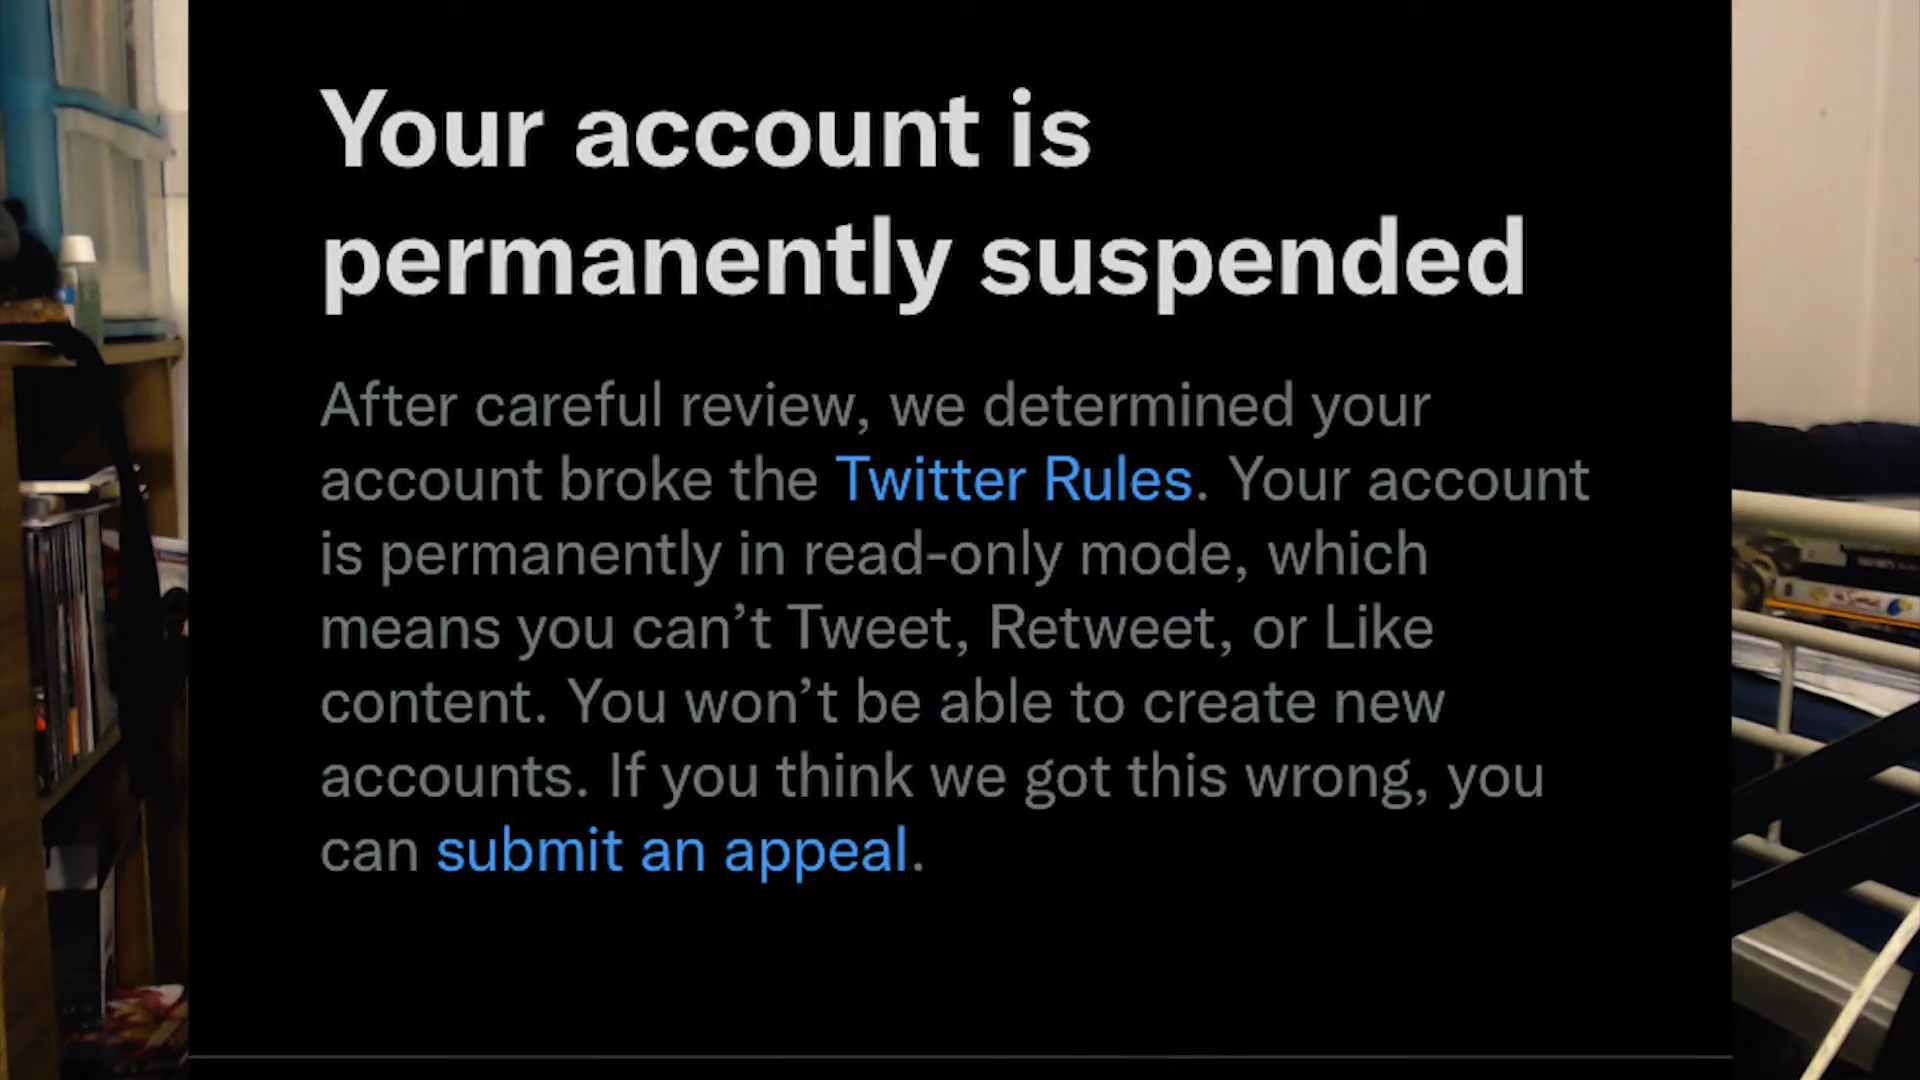 Your account is
permanently suspended
After careful review, we determined your
account broke the Twitter Rules. Your account
is permanently in read-only mode, which
means you can’t Tweet, Retweet, or Like
content. You won’t be able to create new
accounts. If you think we got this wrong, you
can submit an appeal.